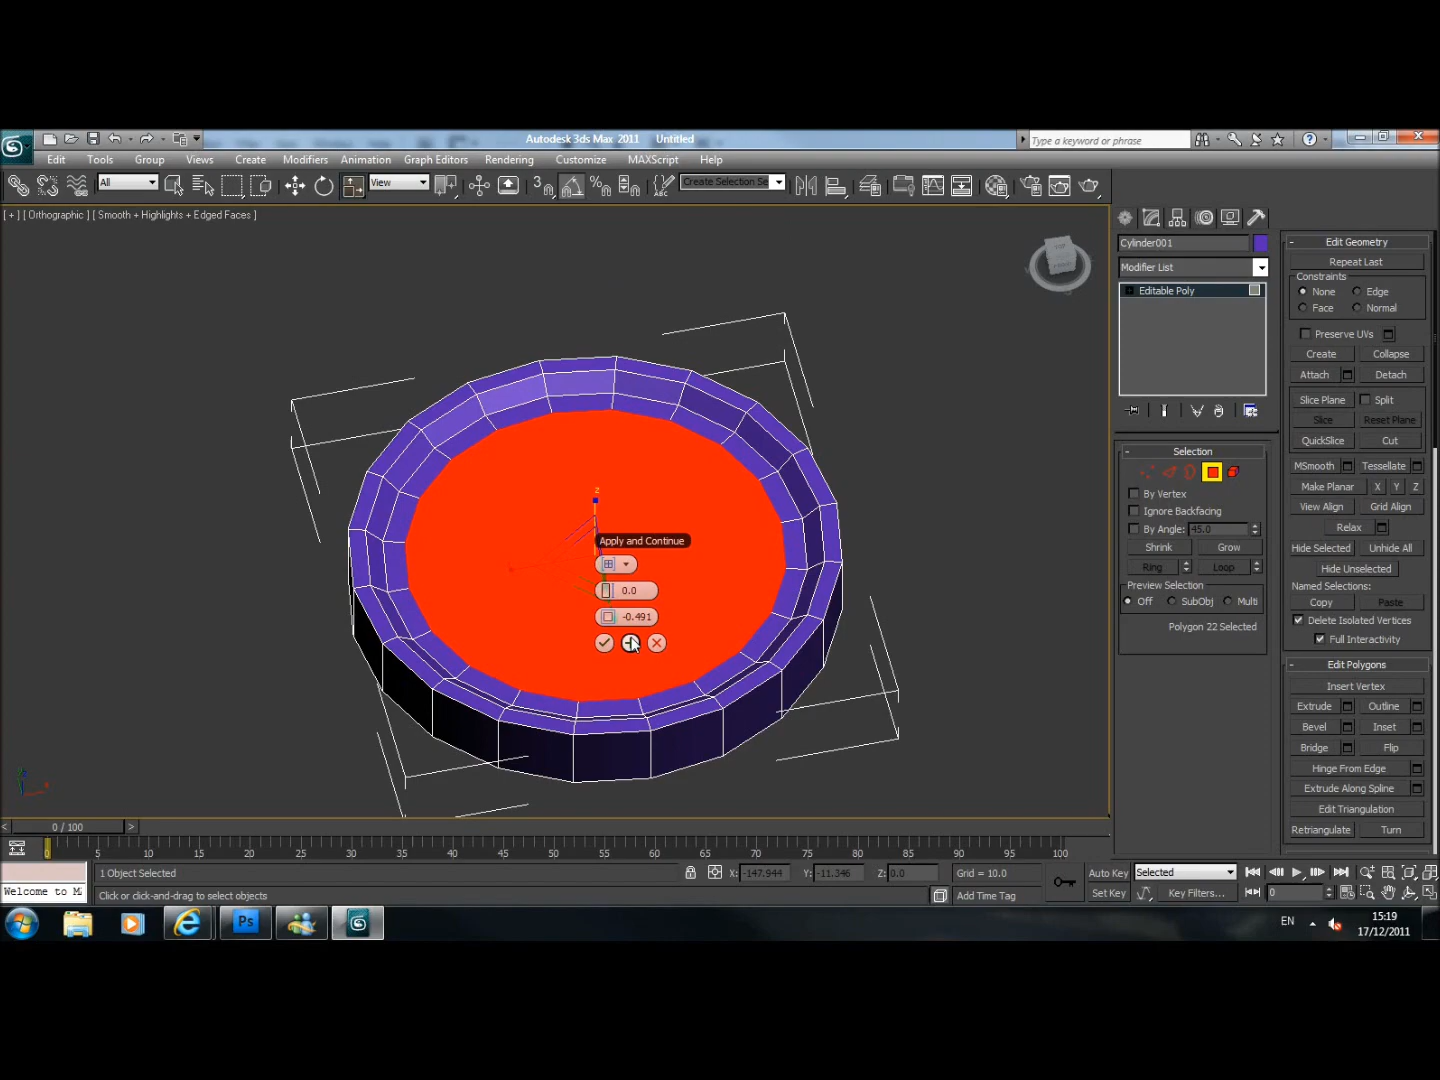 Autodesk 3ds Max 2011 Untitled
Type a keyword or phrase
Edit Tools Group Views Create Modifiers Animation Graph Editors Rendering Customize MAXScript Help
All
View
3
Create Selection Se
[ + ] [ Orthographic ] [ Smooth + Highlights + Edged Faces ]
Cylinder001
Modifier List
Editable Poly
Selection
By Vertex
Ignore Backfacing
By Angle: 45.0
Shrink Grow
Ring Loop
Preview Selection
Off SubObj Multi
Polygon 22 Selected
Edit Geometry
Repeat Last
Constraints
None Edge
Face Normal
Preserve UVs
Create Collapse
Attach Detach
Slice Plane Split
Slice Reset Plane
QuickSlice Cut
MSmooth Tessellate
Make Planar X Y Z
View Align Grid Align
Relax
Hide Selected Unhide All
Hide Unselected
Named Selections:
Copy Paste
Delete Isolated Vertices
Full Interactivity
Edit Polygons
Insert Vertex
Extrude Outline
Bevel Inset
Bridge Flip
Hinge From Edge
Extrude Along Spline
Edit Triangulation
Retriangulate Turn
z
Apply and Continue
0.0
-0.491
< 0 / 100 >
0 5 10 15 20 25 30 35 40 45 50 55 60 65 70 75 80 85 90 95 100
1 Object Selected X: -147.944 Y: -11.346 Z: 0.0 Grid = 10.0 Auto Key Selected
Welcome to M
Click or click-and-drag to select objects Add Time Tag Set Key Key Filters... 0
Ps
EN
15:19
17/12/2011